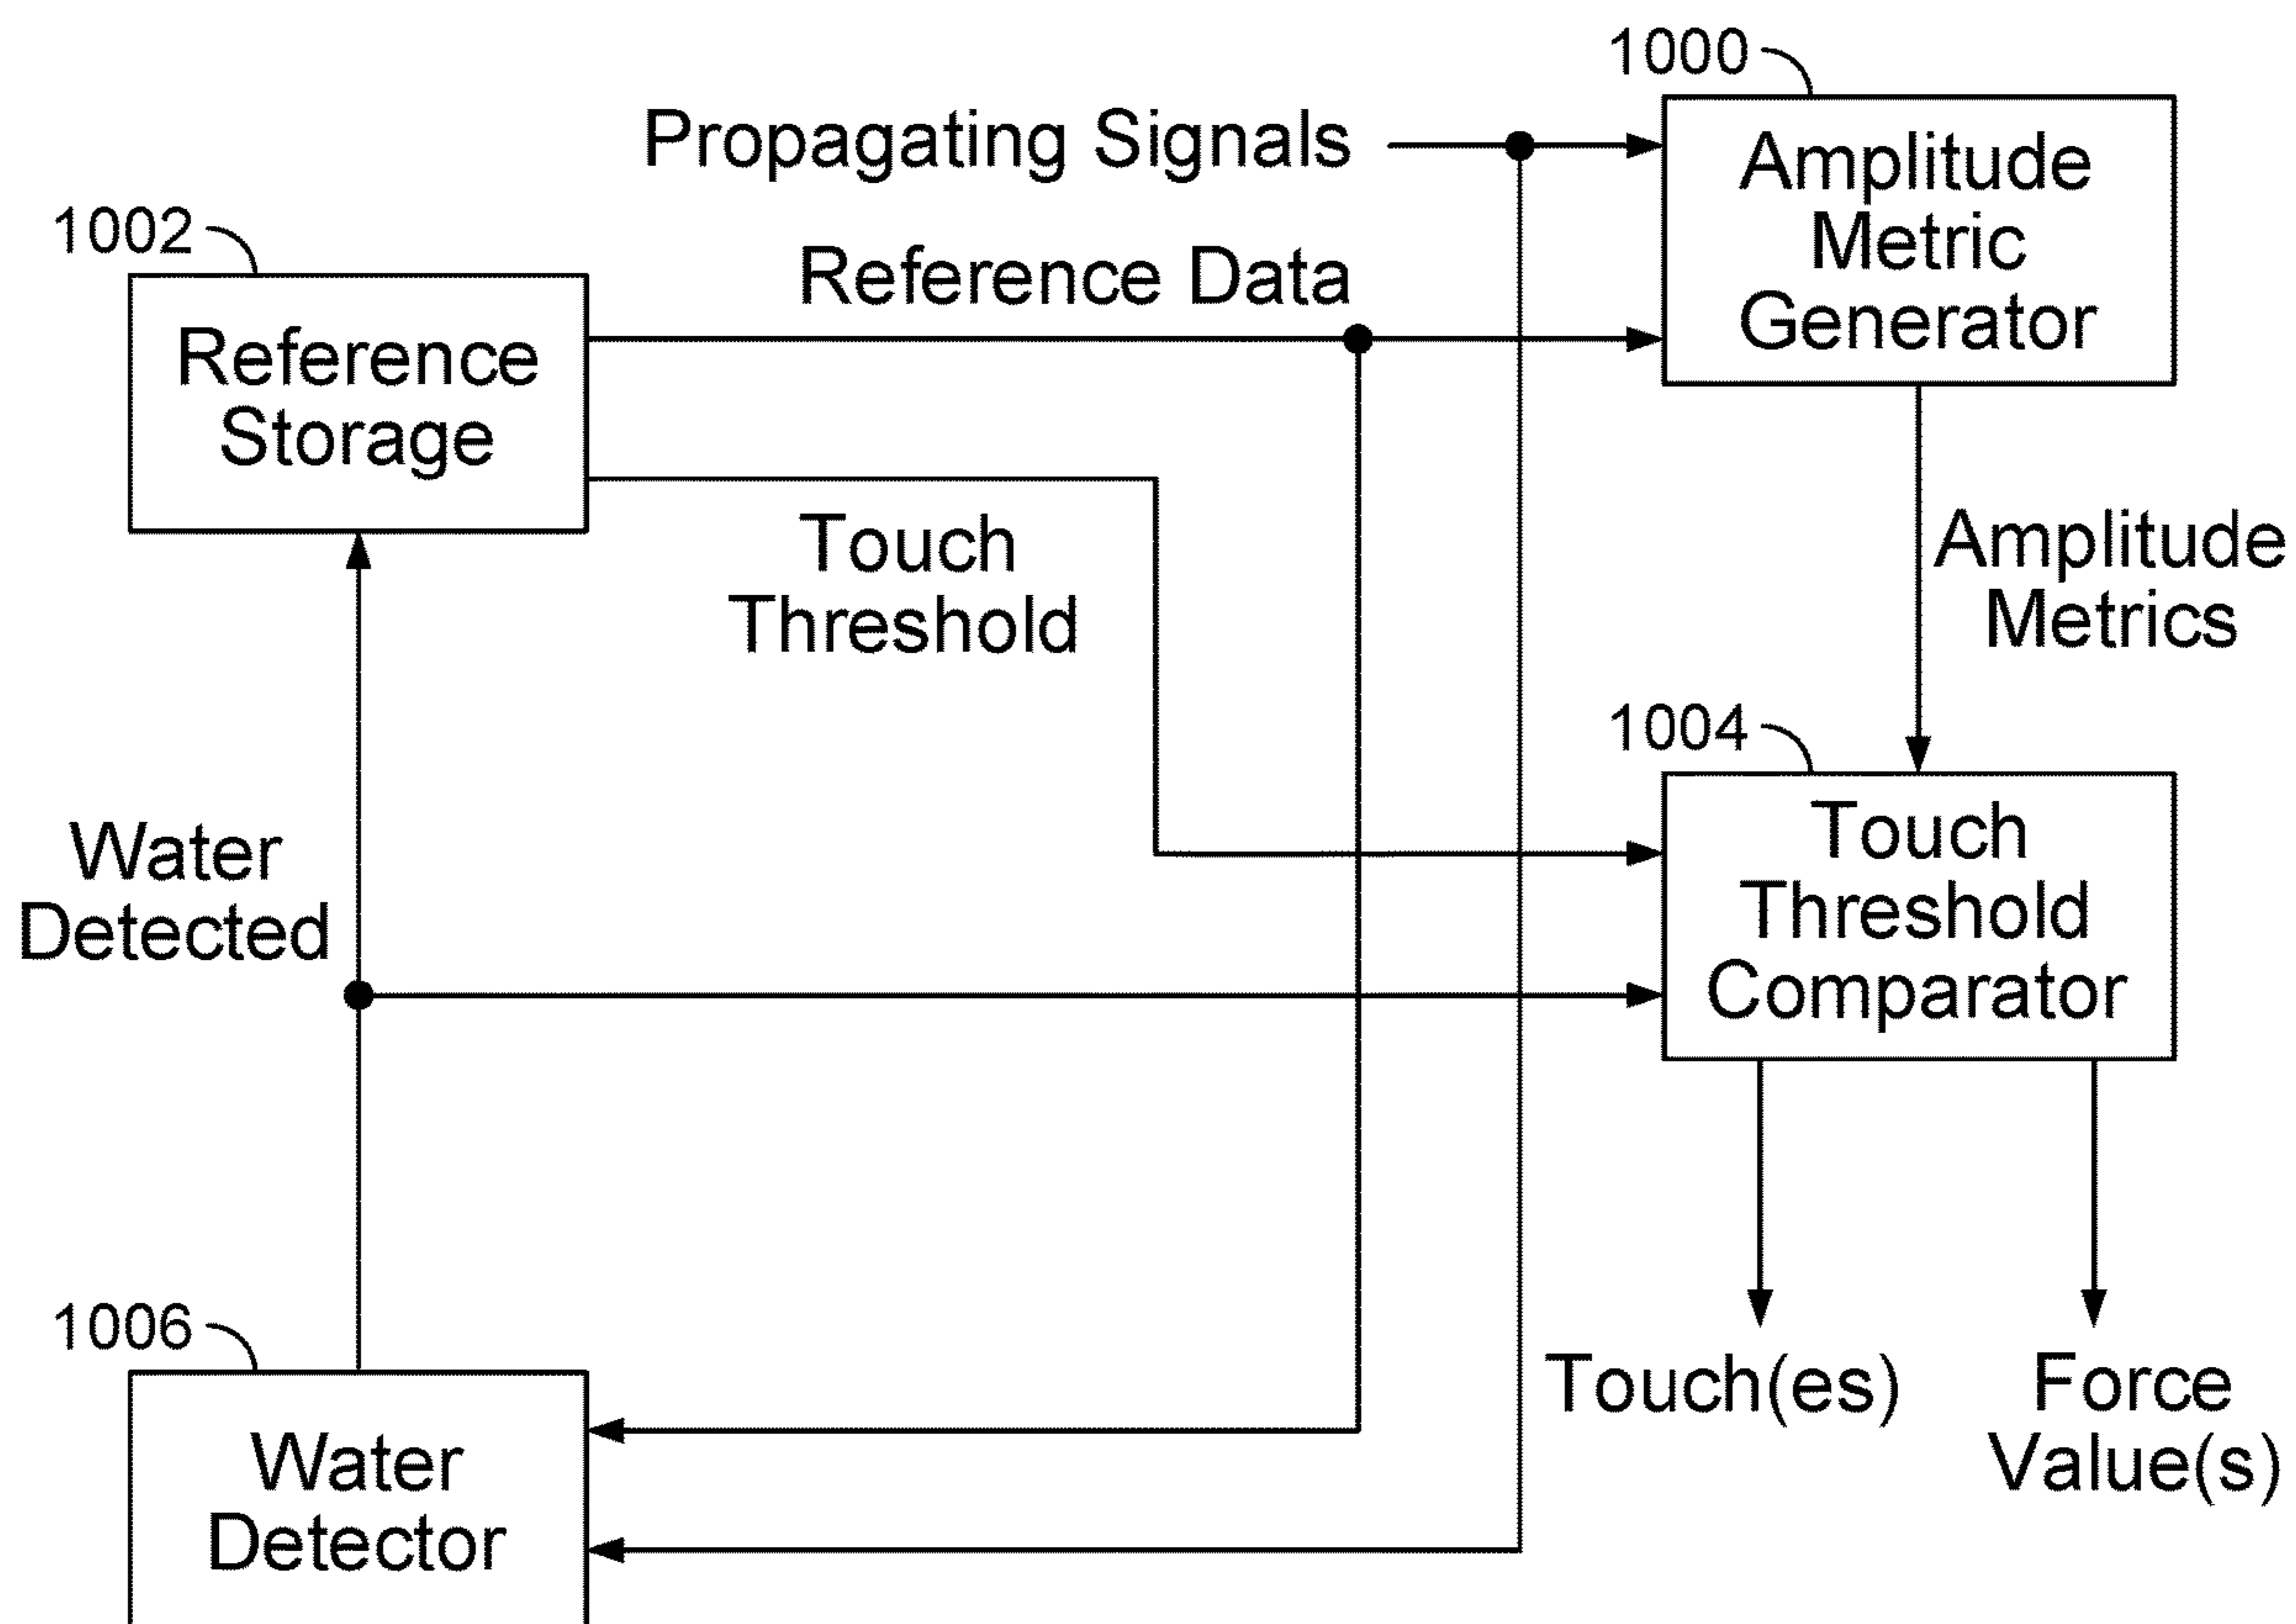 1000
Propagating Signals
Amplitude
Metric
Generator
1002
Reference Data
Reference
Storage
Touch
Threshold
Amplitude
Metrics
1004
Touch
Threshold
Comparator
Water
Detected
1006
Water
Detector
Touch(es)
Force
Value(s)